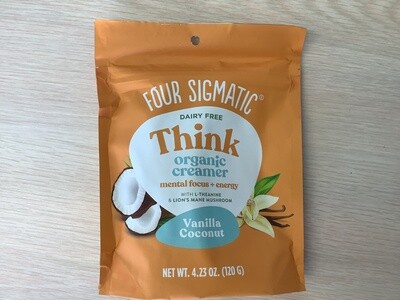 FOUR SIGMATIC®
DAIRY FREE
Think
organic
creamer
mental focus + energy
WITH L-THEANINE
& LION'S MANE MUSHROOM
Vanilla
Coconut
NET WT. 4.23 OZ. (120 G)